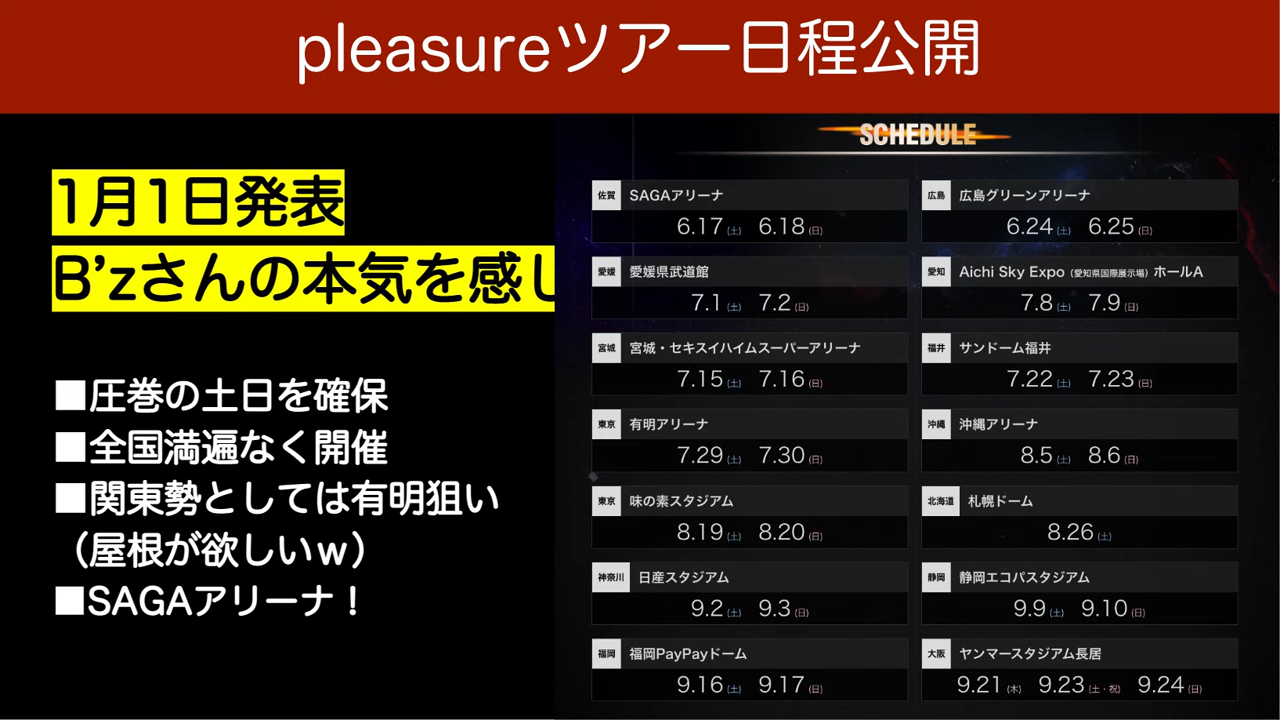 pleasureツアー日程公開
1月1日発表
B’zさんの本気を感し
■圧巻の土日を確保
■全国満遍なく開催
■関東勢としては有明狙い
（屋根が欲しいｗ）
■SAGAアリーナ！
SCHEDULE
佐賀 SAGAアリーナ
6.17(土) 6.18(日)
広島 広島グリーンアリーナ
6.24(土) 6.25(日)
愛媛 愛媛県武道館
7.1(土) 7.2(日)
愛知 Aichi Sky Expo（愛知県国際展示場）ホールA
7.8(土) 7.9(日)
宮城 宮城・セキスイハイムスーパーアリーナ
7.15(土) 7.16(日)
福井 サンドーム福井
7.22(土) 7.23(日)
東京 有明アリーナ
7.29(土) 7.30(日)
沖縄 沖縄アリーナ
8.5(土) 8.6(日)
東京 味の素スタジアム
8.19(土) 8.20(日)
北海道 札幌ドーム
8.26(土)
神奈川 日産スタジアム
9.2(土) 9.3(日)
静岡 静岡エコパスタジアム
9.9(土) 9.10(日)
福岡 福岡PayPayドーム
9.16(土) 9.17(日)
大阪 ヤンマースタジアム長居
9.21(木) 9.23(土・祝) 9.24(日)